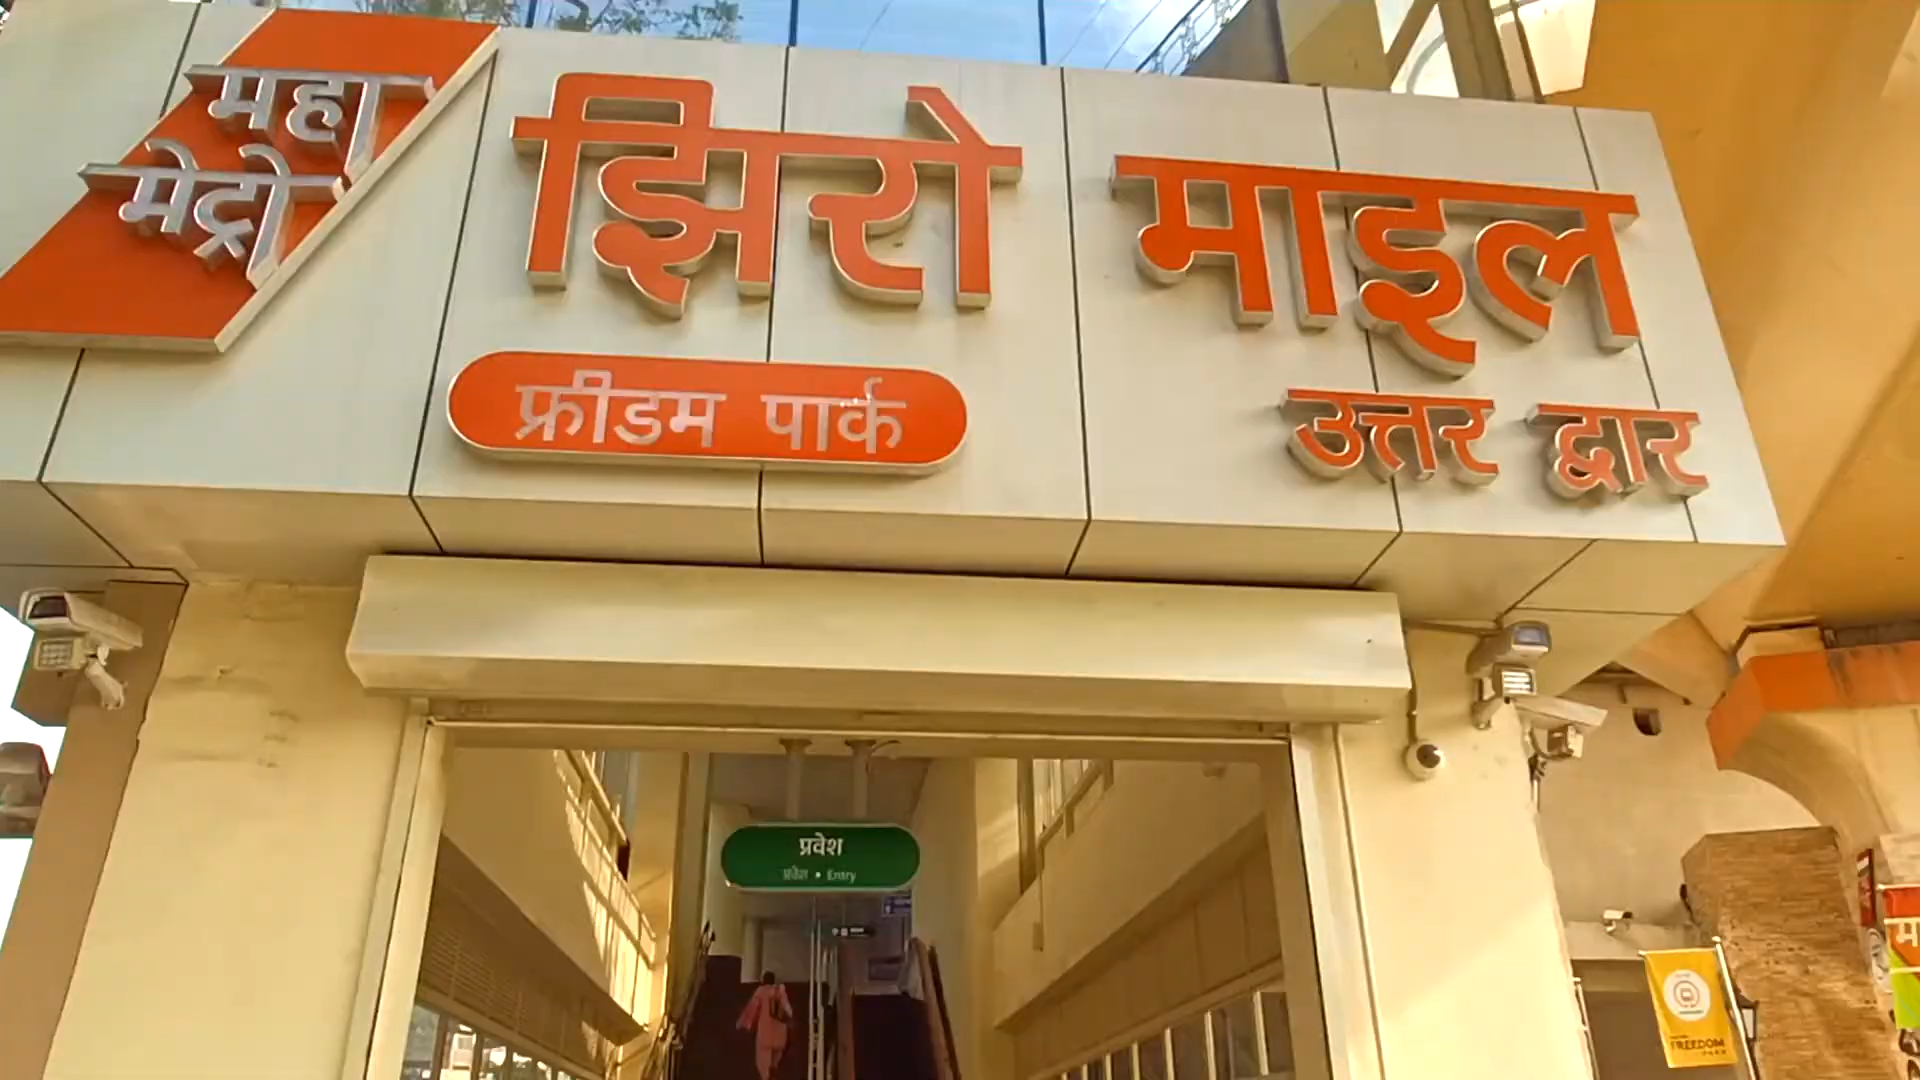 महा
मेट्रो
झिरो माइल
फ्रीडम पार्क
उत्तर द्वार
प्रवेश
प्रवेश • Entry
FREEDOM